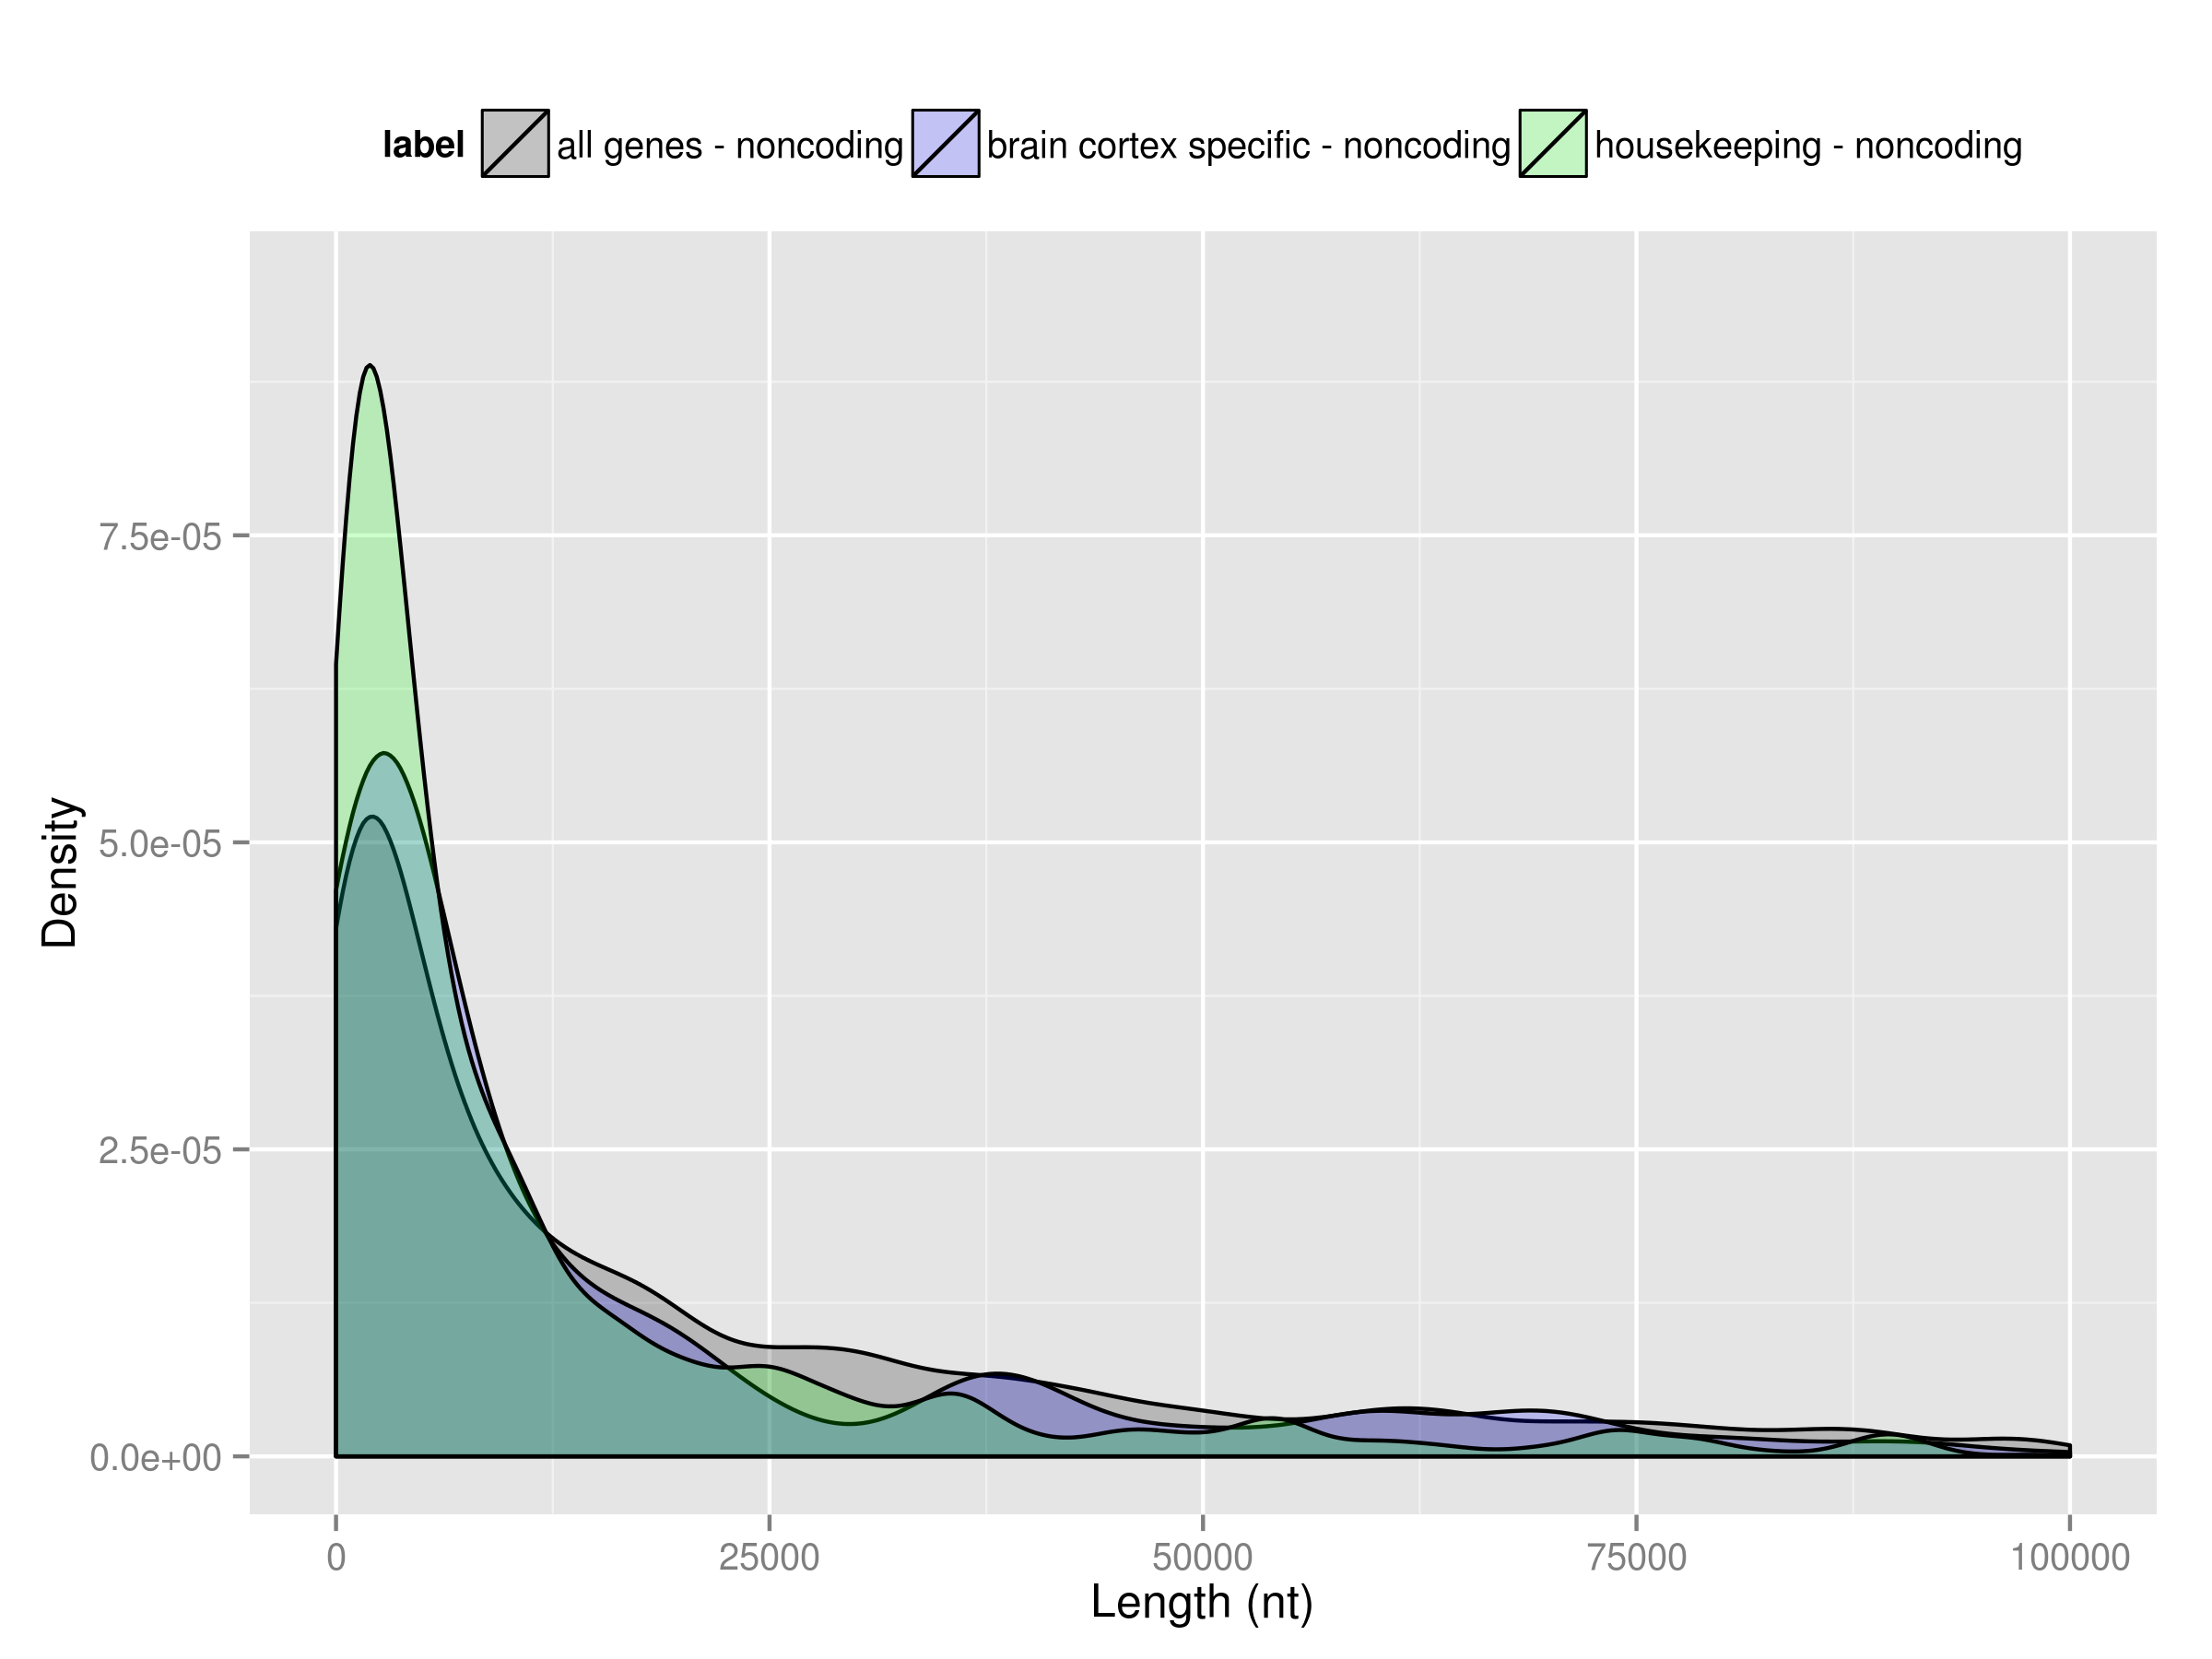 label all genes - noncoding brain cortex specific - noncoding housekeeping - noncoding
7.5e-05
5.0e-05
2.5e-05
0.0e+00
Density
0 25000 50000 75000 100000
Length (nt)